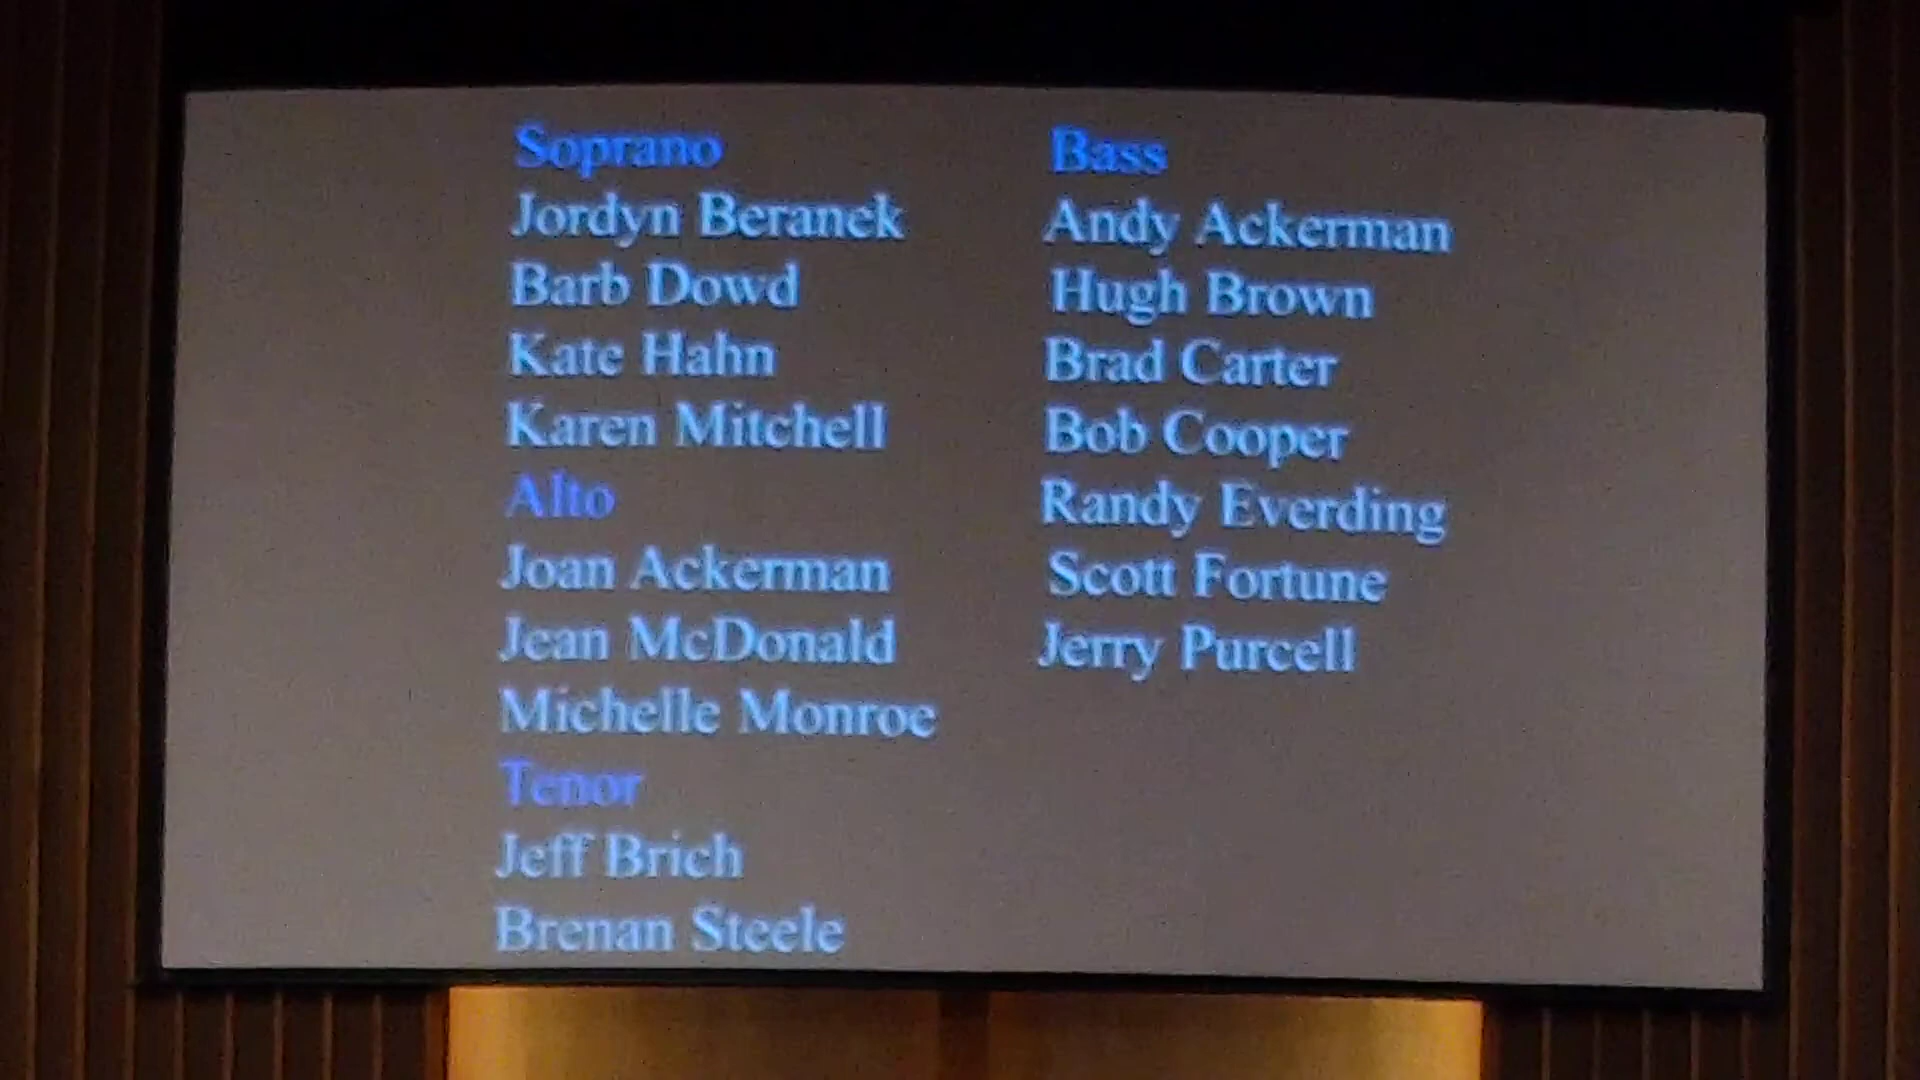 Soprano
Jordyn Beranek
Barb Dowd
Kate Hahn
Karen Mitchell
Alto
Joan Ackerman
Jean McDonald
Michelle Monroe
Tenor
Jeff Brich
Brenan Steele
Bass
Andy Ackerman
Hugh Brown
Brad Carter
Bob Cooper
Randy Everding
Scott Fortune
Jerry Purcell